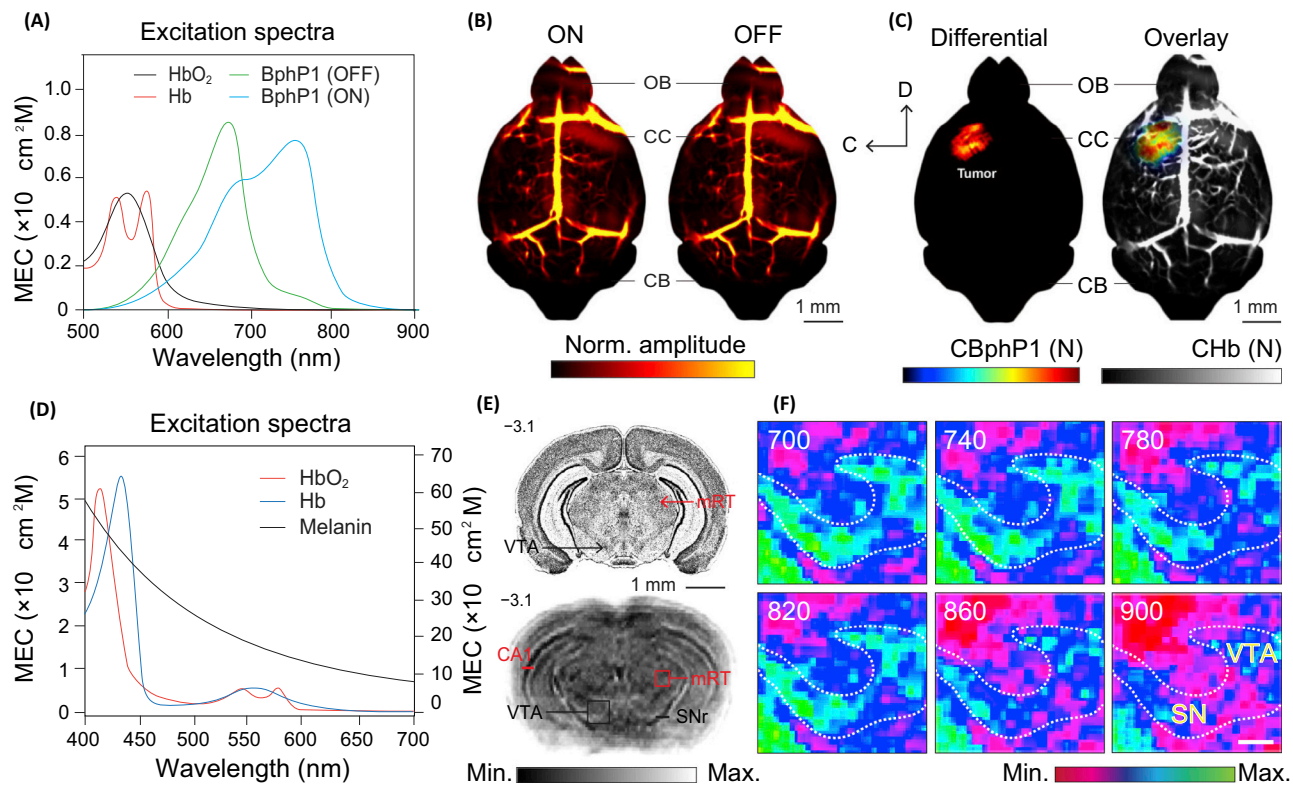 (A)
Excitation spectra
HbO₂
Hb
BphP1 (OFF)
BphP1 (ON)
MEC (×10 cm²M)
1.0
0.8
0.6
0.4
0.2
0
500 600 700 800 900
Wavelength (nm)
(B)
ON OFF
OB
CC
CB
1 mm
Norm. amplitude
(C)
Differential Overlay
D
C
OB
CC
CB
Tumor
1 mm
CBphP1 (N) CHb (N)
(D)
Excitation spectra
HbO₂
Hb
Melanin
MEC (×10 cm²M)
6
5
4
3
2
1
0
70
60
50
40
30
20
10
0
MEC (×10 cm²M)
400 450 500 550 600 650 700
Wavelength (nm)
(E)
−3.1
mRT
VTA
1 mm
−3.1
CA1
mRT
VTA
SNr
Min. Max.
(F)
700 740 780
820 860 900
VTA
SN
Min. Max.